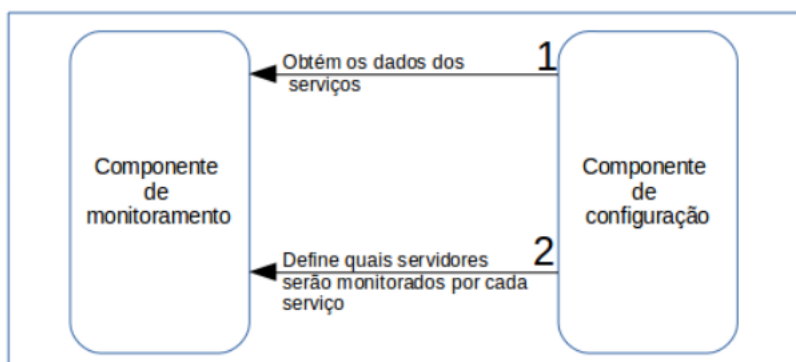 Componente
de
monitoramento
Obtém os dados dos
serviços
1
Define quais servidores
serão monitorados por cada
serviço
2
Componente
de
configuração